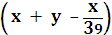 (x + y - x/39)